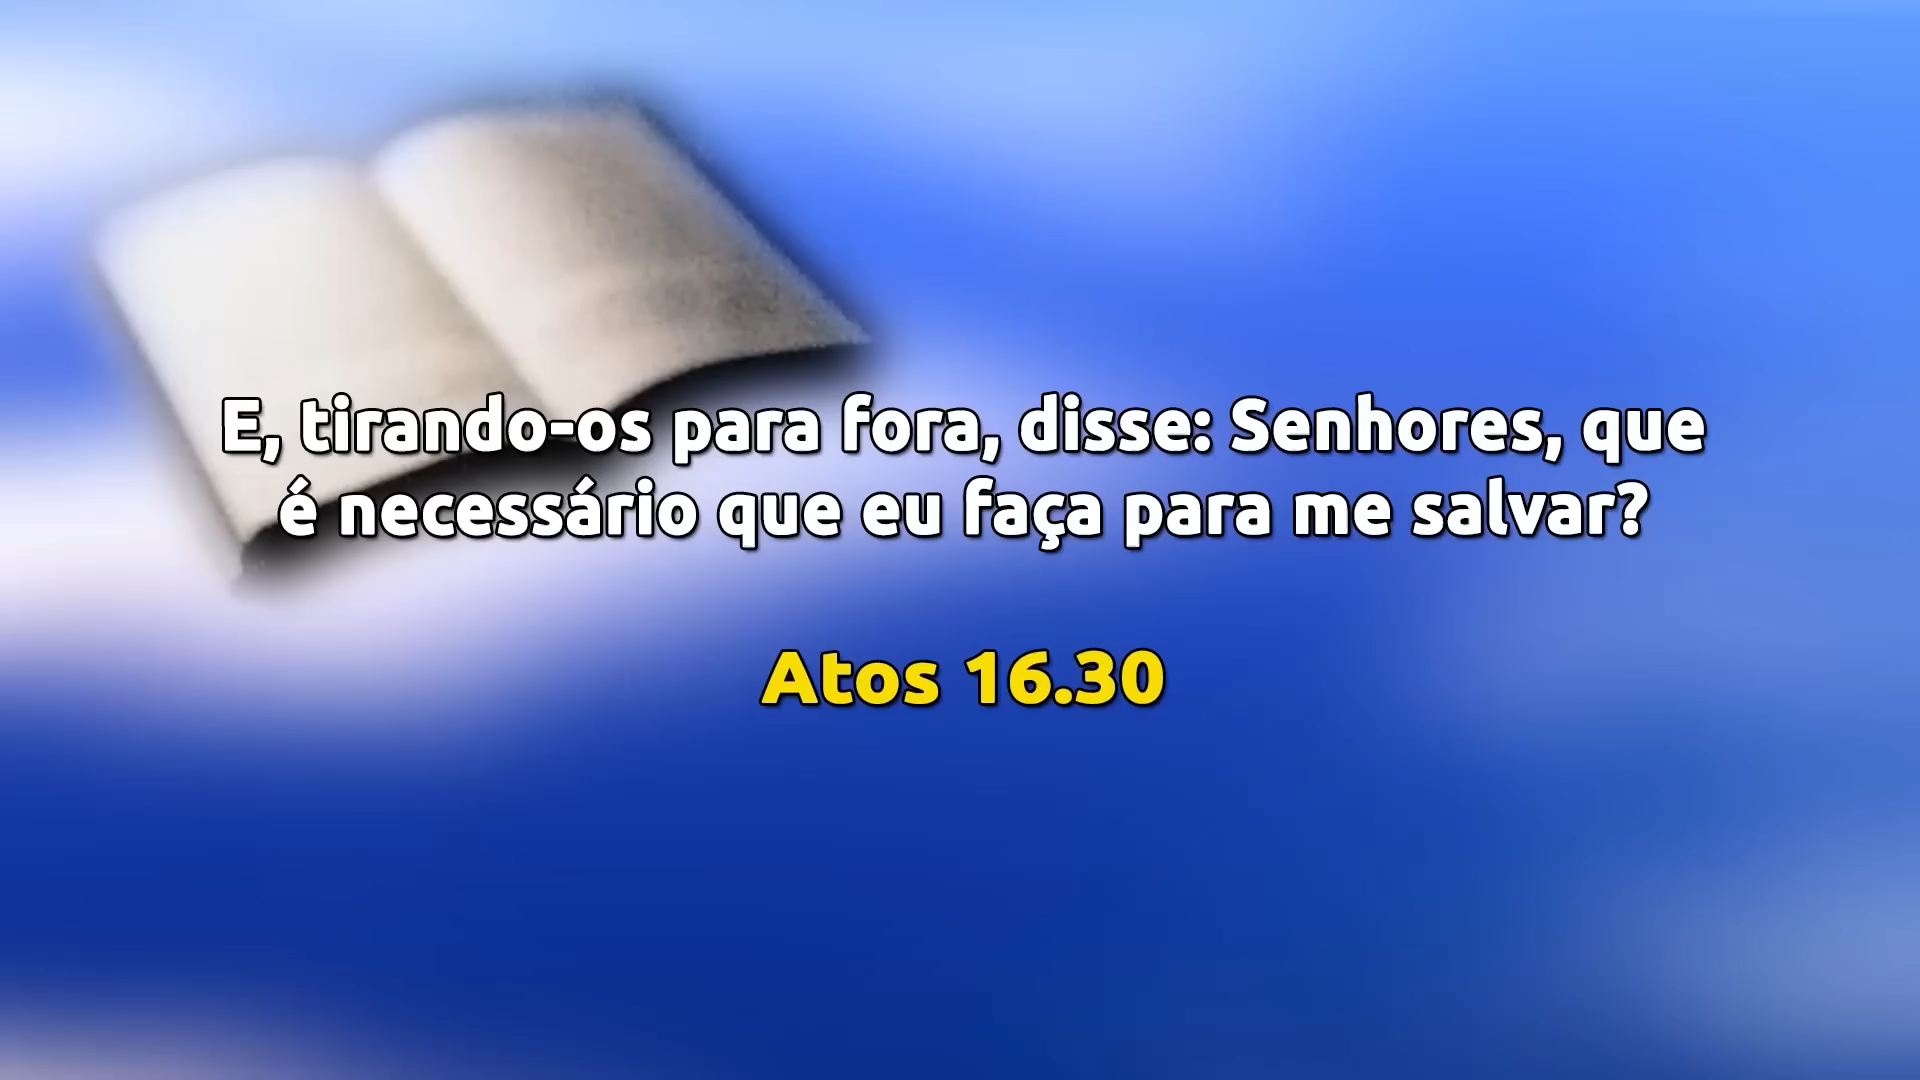 E, tirando-os para fora, disse: Senhores, que
é necessário que eu faça para me salvar?
Atos 16.30